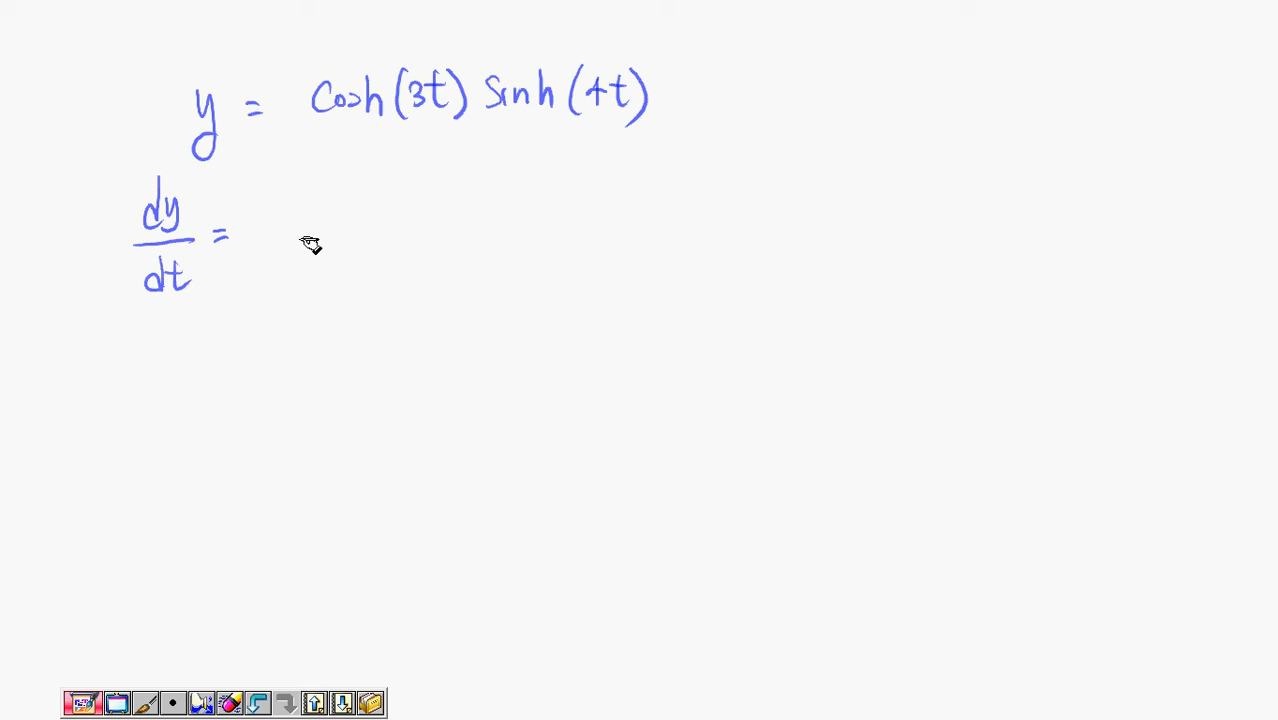 y = Cosh (3t) Sinh (4t)
dy/dt =